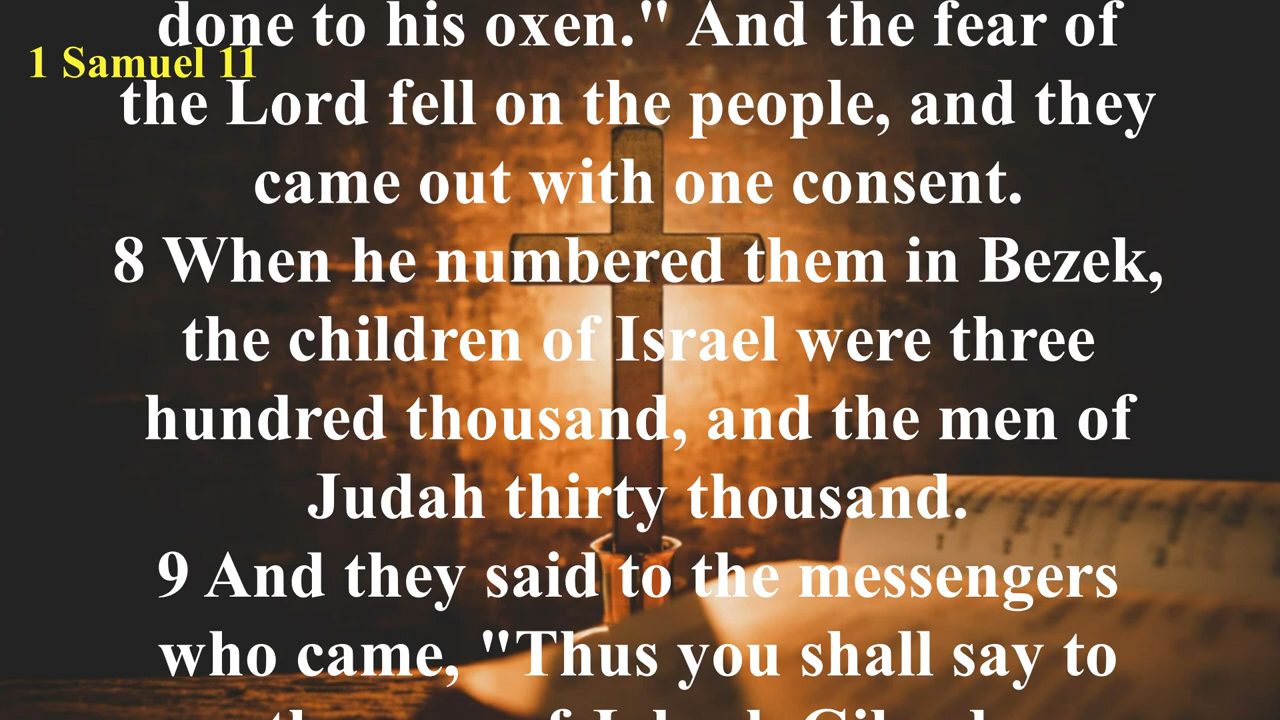 done to his oxen." And the fear of
1 Samuel 11
the Lord fell on the people, and they
came out with one consent.
8 When he numbered them in Bezek,
the children of Israel were three
hundred thousand, and the men of
Judah thirty thousand.
9 And they said to the messengers
who came, "Thus you shall say to